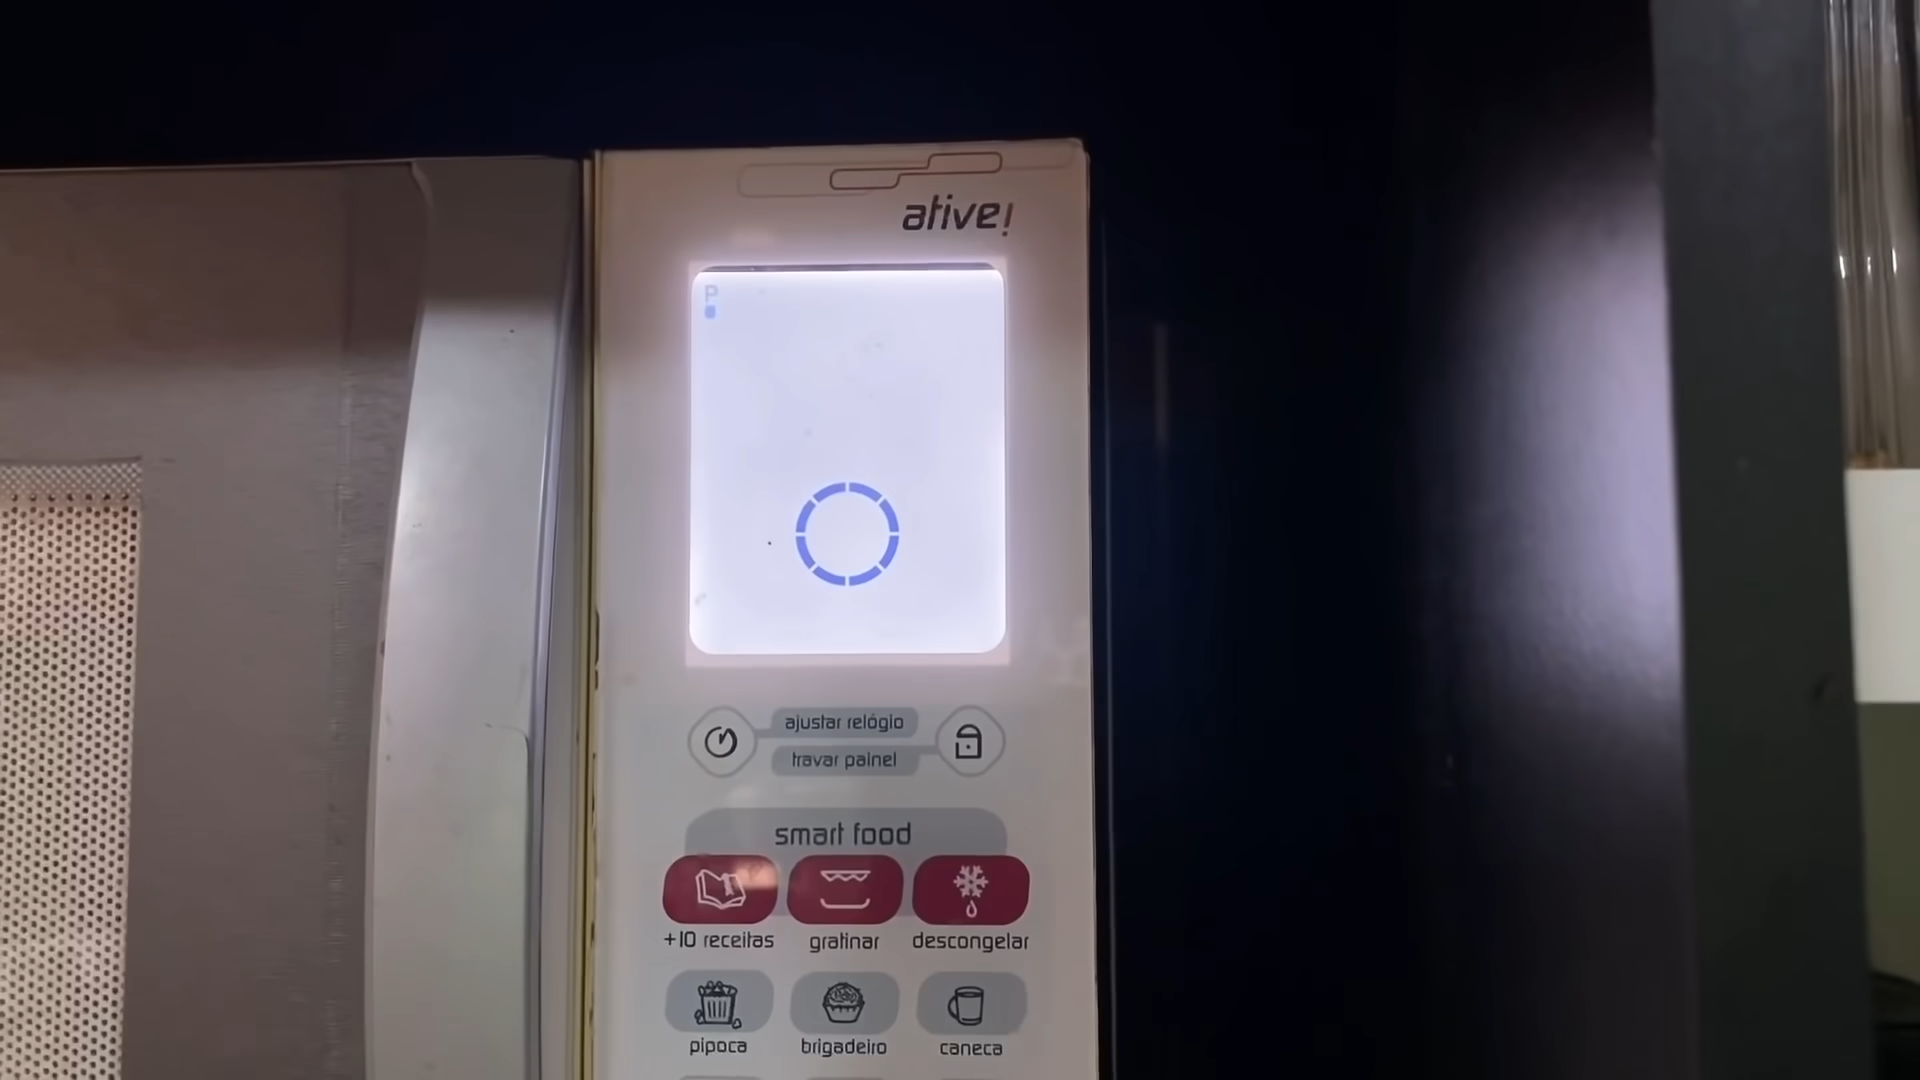 ative!
P
ajustar relógio
travar painel
smart food
+10 receitas gratinar descongelar
pipoca brigadeiro caneca